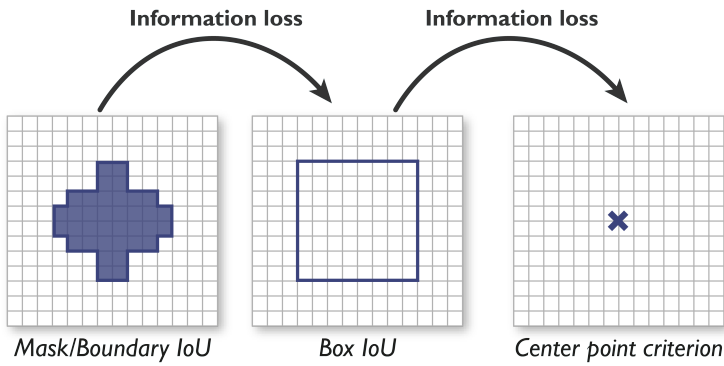 Information loss
Information loss
Mask/Boundary IoU
Box IoU
Center point criterion